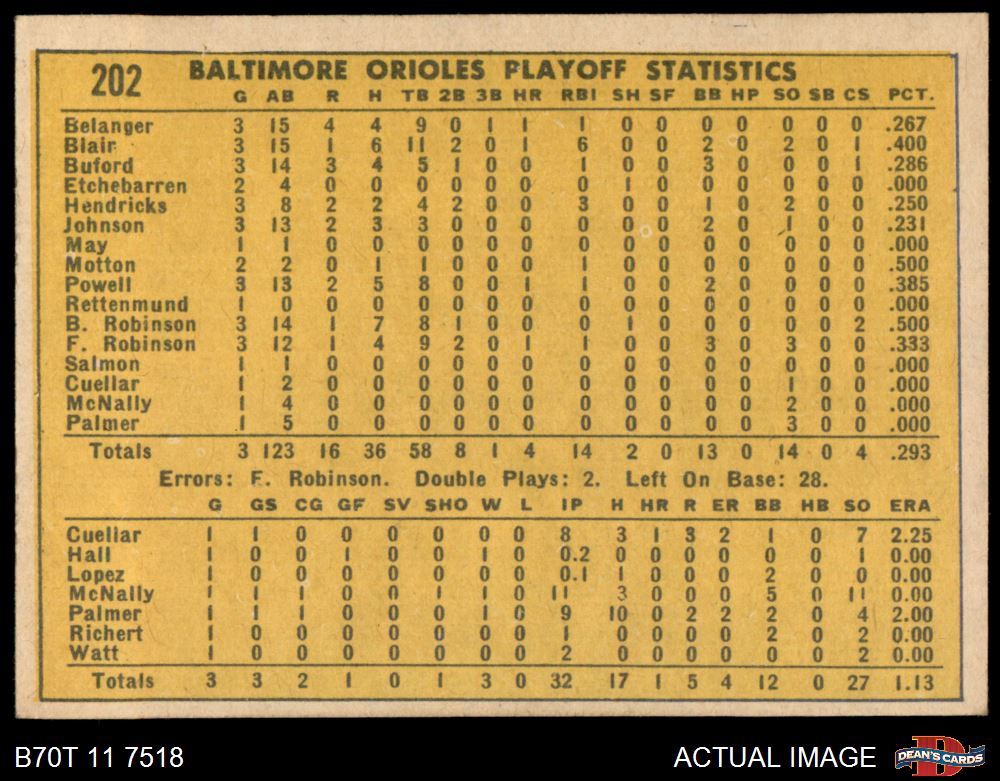 202 BALTIMORE ORIOLES PLAYOFF STATISTICS
G AB R H TB 2B 3B HR RBI SH SF BB HP SO SB CS PCT.
Belanger 3 15 4 4 9 0 1 1 1 0 0 0 0 0 0 0 .267
Blair 3 15 1 6 11 2 0 1 6 0 0 2 0 2 0 1 .400
Buford 3 14 3 4 5 1 0 0 1 0 0 3 0 0 0 1 .286
Etchebarren 2 4 0 0 0 0 0 0 0 1 0 0 0 0 0 0 .000
Hendricks 3 8 2 2 4 2 0 0 3 0 0 1 0 2 0 0 .250
Johnson 3 13 2 3 3 0 0 0 0 0 0 2 0 1 0 0 .231
May 1 1 0 0 0 0 0 0 0 0 0 0 0 0 0 0 .000
Motton 2 2 0 1 1 0 0 0 1 0 0 0 0 0 0 0 .500
Powell 3 13 2 5 8 0 0 1 1 0 0 2 0 0 0 0 .385
Rettenmund 1 0 0 0 0 0 0 0 0 0 0 0 0 0 0 0 .000
B. Robinson 3 14 1 7 8 1 0 0 0 1 0 0 0 0 0 2 .500
F. Robinson 3 12 1 4 9 2 0 1 0 0 0 3 0 3 0 0 .333
Salmon 1 1 0 0 0 0 0 0 0 0 0 0 0 0 0 0 .000
Cuellar 1 2 0 0 0 0 0 0 0 0 0 0 0 1 0 0 .000
McNally 1 4 0 0 0 0 0 0 0 0 0 0 0 2 0 0 .000
Palmer 1 5 0 0 0 0 0 0 0 0 0 0 0 3 0 0 .000
Totals 3 123 16 36 58 8 1 4 14 2 0 13 0 14 0 4 .293
Errors: F. Robinson. Double Plays: 2. Left On Base: 28.
G GS CG GF SV SHO W L IP H HR R ER BB HB SO ERA
Cuellar 1 1 0 0 0 0 0 0 8 3 1 3 2 1 0 7 2.25
Hall 1 0 0 1 0 0 1 0 0.2 0 0 0 0 0 0 1 0.00
Lopez 1 0 0 0 0 0 0 0 0.1 1 0 0 0 2 0 0 0.00
McNally 1 1 1 0 0 1 1 0 11 3 0 0 0 5 0 11 0.00
Palmer 1 1 1 0 0 0 1 0 9 10 0 2 2 2 0 4 2.00
Richert 1 0 0 0 0 0 0 0 1 0 0 0 0 2 0 2 0.00
Watt 1 0 0 0 0 0 0 0 2 0 0 0 0 0 0 2 0.00
Totals 3 3 2 1 0 1 3 0 32 17 1 5 4 12 0 27 1.13
B70T 11 7518 ACTUAL IMAGE DEAN'S CARDS